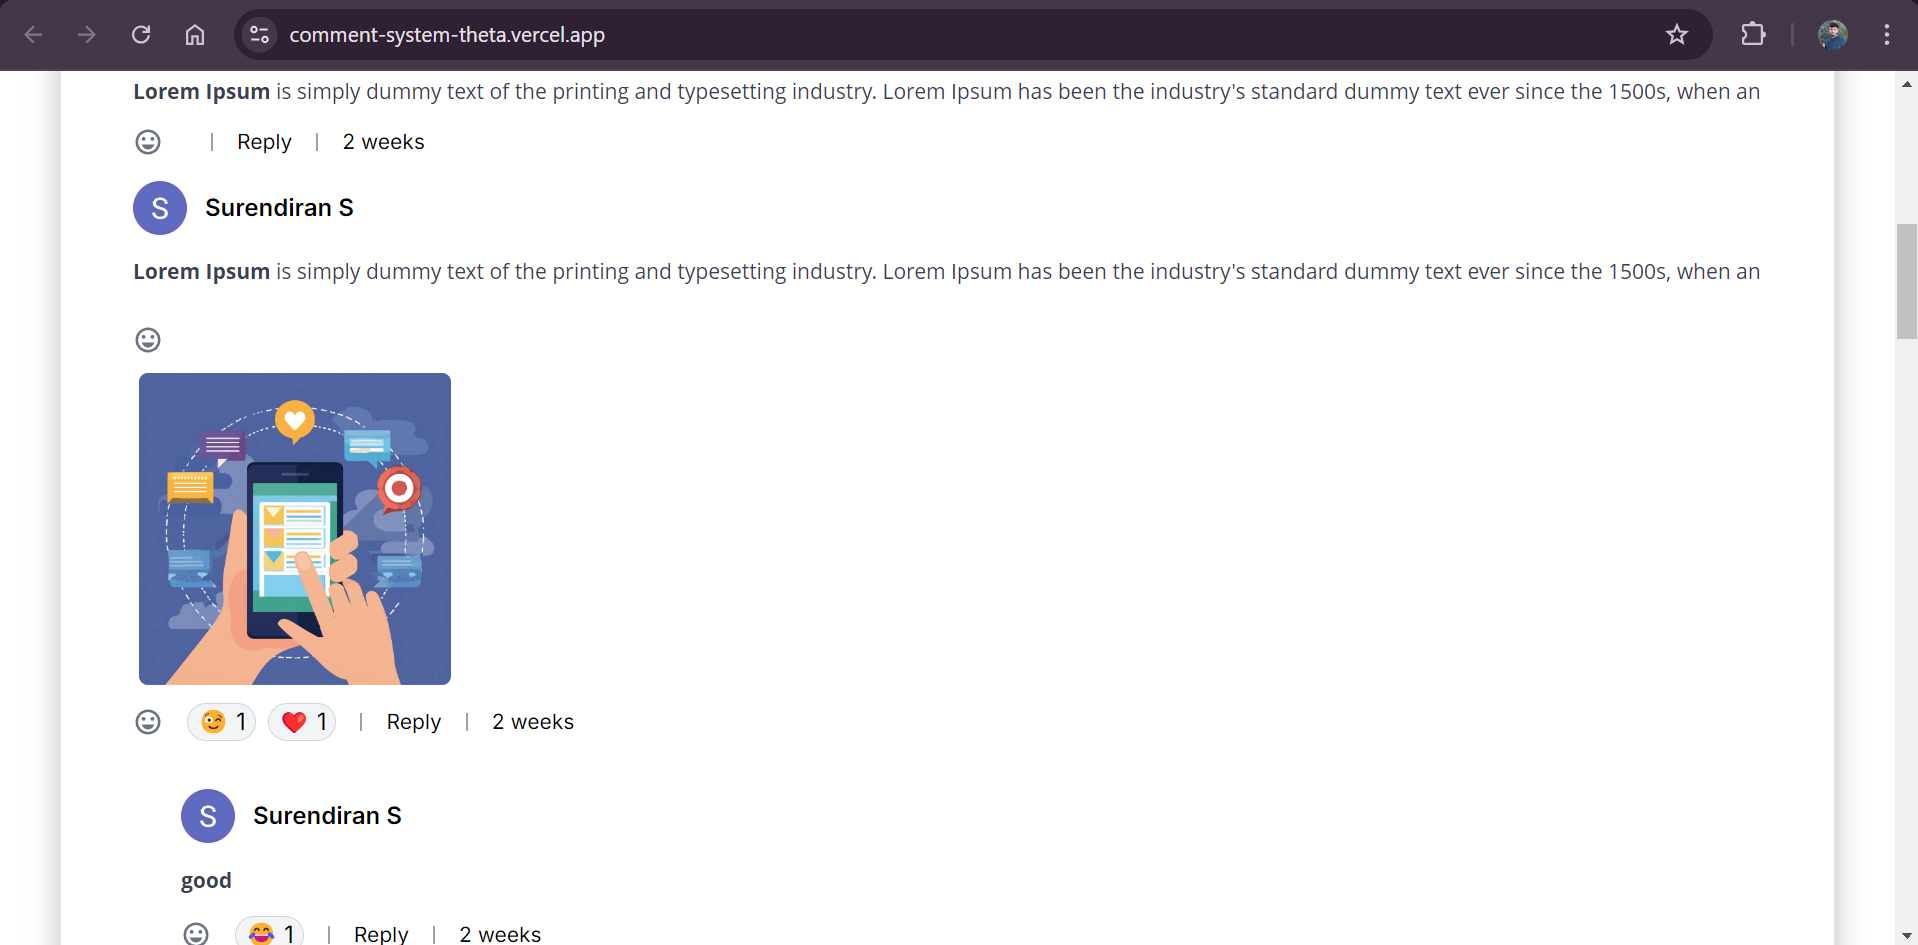 comment-system-theta.vercel.app
Lorem Ipsum is simply dummy text of the printing and typesetting industry. Lorem Ipsum has been the industry's standard dummy text ever since the 1500s, when an
| Reply | 2 weeks
S Surendiran S
Lorem Ipsum is simply dummy text of the printing and typesetting industry. Lorem Ipsum has been the industry's standard dummy text ever since the 1500s, when an
😉 1 ❤️ 1 | Reply | 2 weeks
S Surendiran S
good
😂 1 | Reply | 2 weeks